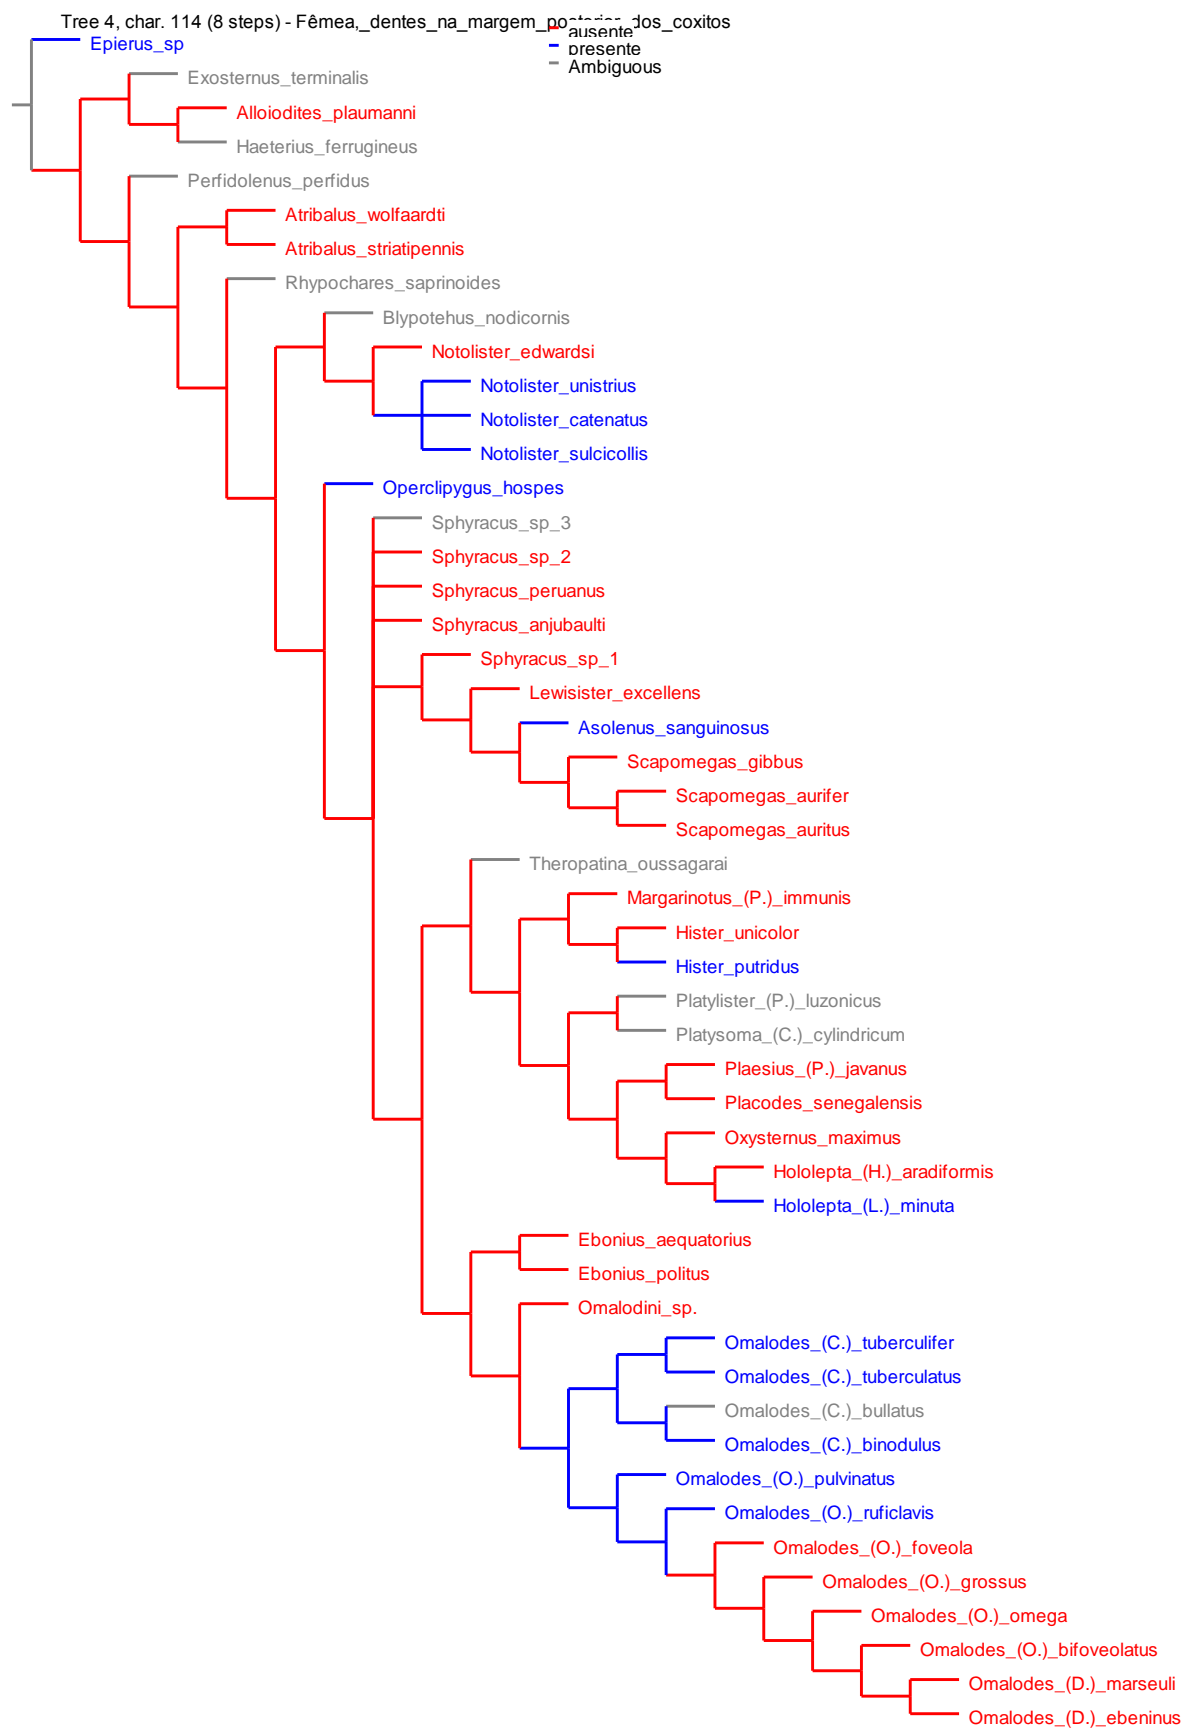 Tree 4, char. 114 (8 steps) - Fêmea,_dentes_na_margem_posterior_dos_coxitos
ausente
presente
Ambiguous
Epierus_sp
Exosternus_terminalis
Alloiodites_plaumanni
Haeterius_ferrugineus
Perfidolenus_perfidus
Atribalus_wolfaardti
Atribalus_striatipennis
Rhypochares_saprinoides
Blypotehus_nodicornis
Notolister_edwardsi
Notolister_unistrius
Notolister_catenatus
Notolister_sulcicollis
Operclipygus_hospes
Sphyracus_sp_3
Sphyracus_sp_2
Sphyracus_peruanus
Sphyracus_anjubaulti
Sphyracus_sp_1
Lewisister_excellens
Asolenus_sanguinosus
Scapomegas_gibbus
Scapomegas_aurifer
Scapomegas_auritus
Theropatina_oussagarai
Margarinotus_(P.)_immunis
Hister_unicolor
Hister_putridus
Platylister_(P.)_luzonicus
Platysoma_(C.)_cylindricum
Plaesius_(P.)_javanus
Placodes_senegalensis
Oxysternus_maximus
Hololepta_(H.)_aradiformis
Hololepta_(L.)_minuta
Ebonius_aequatorius
Ebonius_politus
Omalodini_sp.
Omalodes_(C.)_tuberculifer
Omalodes_(C.)_tuberculatus
Omalodes_(C.)_bullatus
Omalodes_(C.)_binodulus
Omalodes_(O.)_pulvinatus
Omalodes_(O.)_ruficlavis
Omalodes_(O.)_foveola
Omalodes_(O.)_grossus
Omalodes_(O.)_omega
Omalodes_(O.)_bifoveolatus
Omalodes_(D.)_marseuli
Omalodes_(D.)_ebeninus